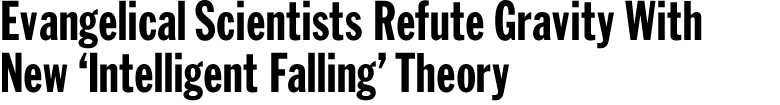 Evangelical Scientists Refute Gravity With
New ‘Intelligent Falling’ Theory